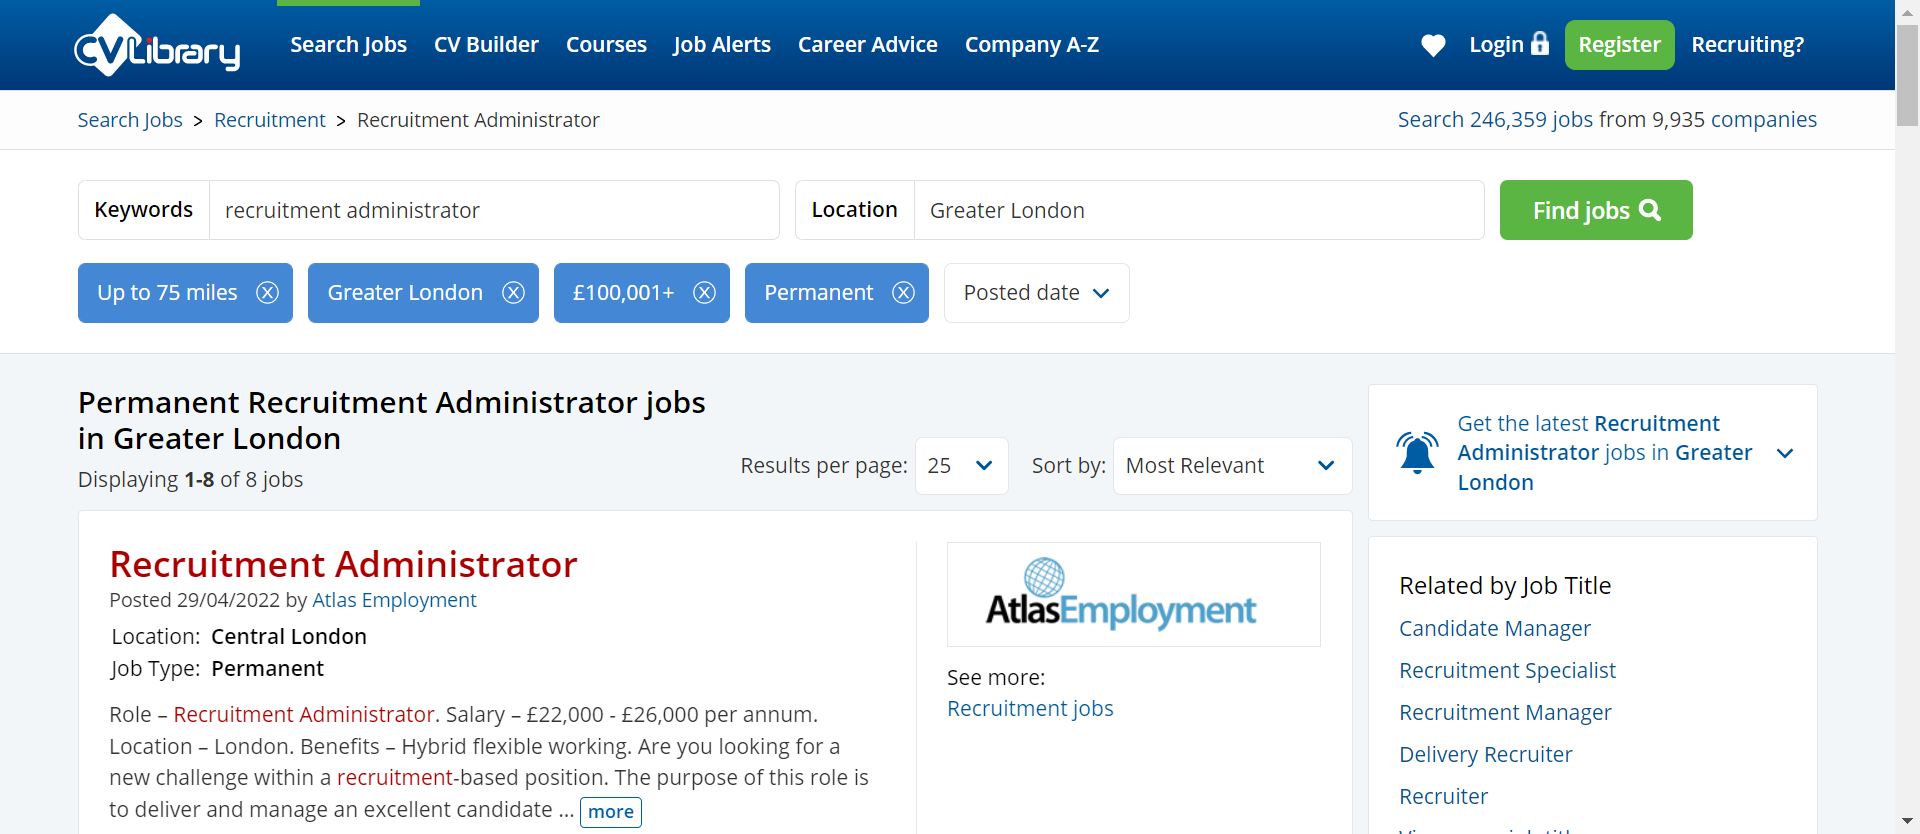 CVLibrary
Search Jobs CV Builder Courses Job Alerts Career Advice Company A-Z Login Register Recruiting?
Search Jobs > Recruitment > Recruitment Administrator
Search 246,359 jobs from 9,935 companies
Keywords recruitment administrator Location Greater London Find jobs
Up to 75 miles Greater London £100,001+ Permanent Posted date
Permanent Recruitment Administrator jobs
in Greater London
Displaying 1-8 of 8 jobs
Results per page: 25 Sort by: Most Relevant
Recruitment Administrator
Posted 29/04/2022 by Atlas Employment
Location: Central London
Job Type: Permanent
Role – Recruitment Administrator. Salary – £22,000 - £26,000 per annum.
Location – London. Benefits – Hybrid flexible working. Are you looking for a
new challenge within a recruitment-based position. The purpose of this role is
to deliver and manage an excellent candidate ... more
AtlasEmployment
See more:
Recruitment jobs
Get the latest Recruitment
Administrator jobs in Greater
London
Related by Job Title
Candidate Manager
Recruitment Specialist
Recruitment Manager
Delivery Recruiter
Recruiter